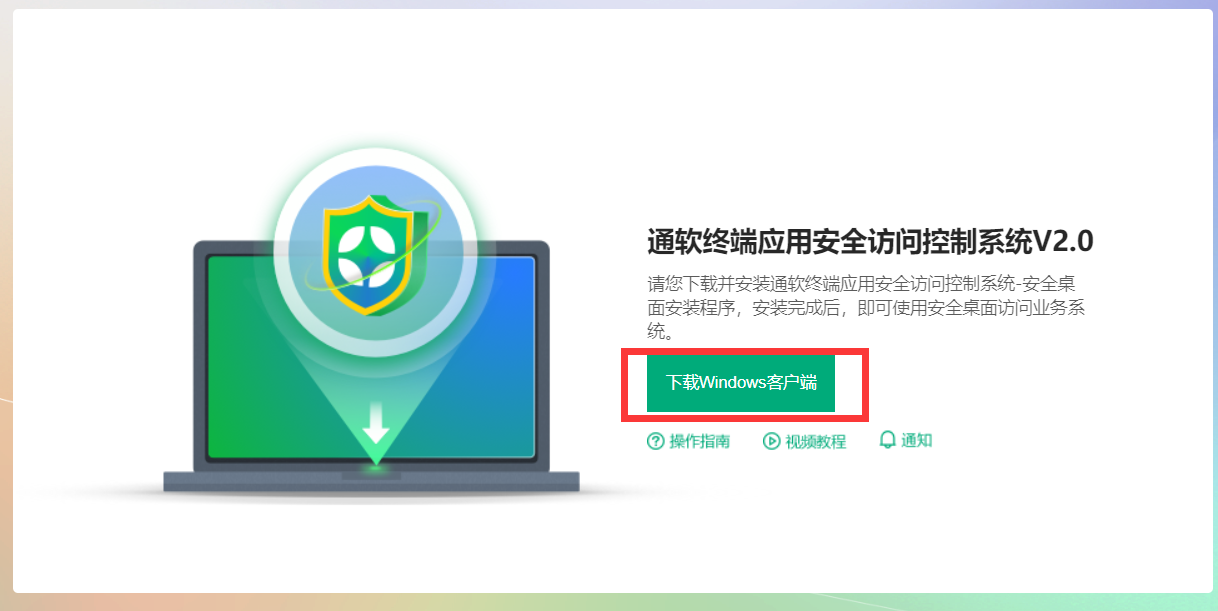 通软终端应用安全访问控制系统V2.0
请您下载并安装通软终端应用安全访问控制系统-安全桌
面安装程序，安装完成后，即可使用安全桌面访问业务系
统。
下载Windows客户端
操作指南 视频教程 通知